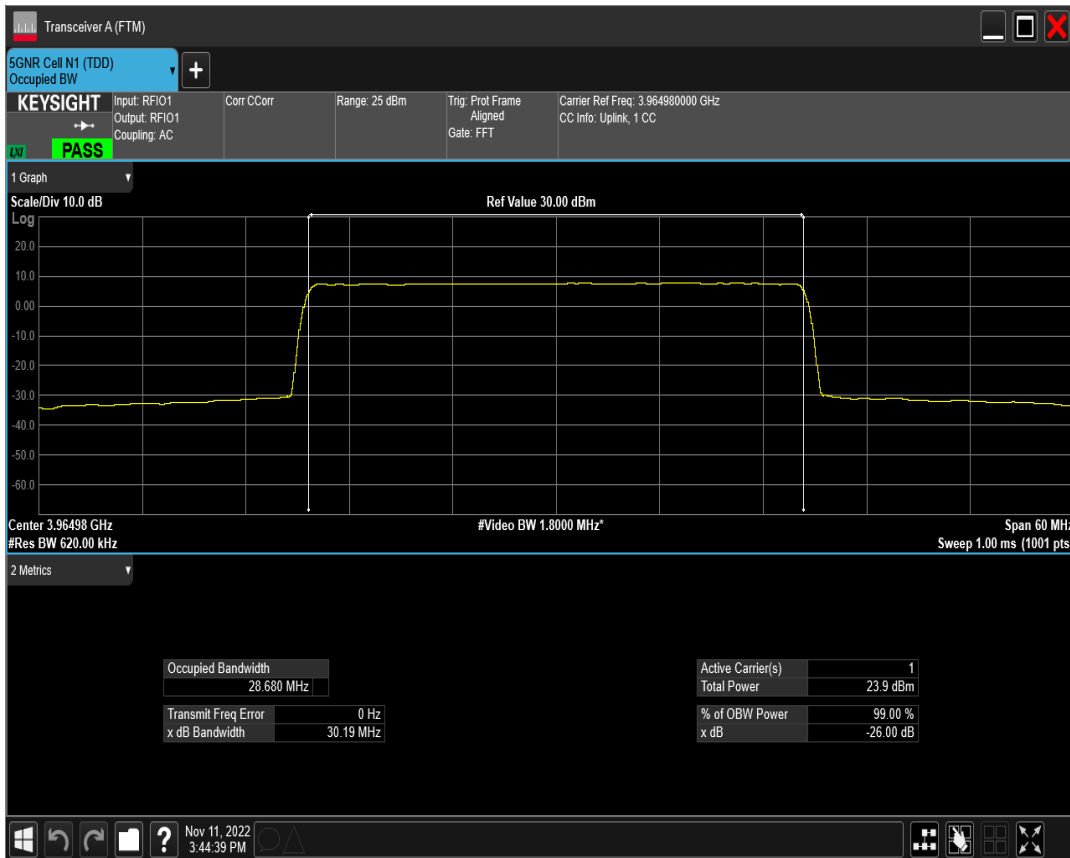 Transceiver A (FTM)
5GNR Cell N1 (TDD)
Occupied BW
+
KEYSIGHT
LXI
PASS
Input: RFIO1
Output: RFIO1
Coupling: AC
Corr CCorr
Range: 25 dBm
Trig: Prot Frame
Aligned
Gate: FFT
Carrier Ref Freq: 3.964980000 GHz
CC Info: Uplink, 1 CC
1 Graph
Scale/Div 10.0 dB
Ref Value 30.00 dBm
Log
20.0
10.0
0.00
-10.0
-20.0
-30.0
-40.0
-50.0
-60.0
Center 3.96498 GHz
#Video BW 1.8000 MHz*
Span 60 MHz
#Res BW 620.00 kHz
Sweep 1.00 ms (1001 pts
2 Metrics
Occupied Bandwidth
28.680 MHz
Transmit Freq Error 0 Hz
x dB Bandwidth 30.19 MHz
Active Carrier(s) 1
Total Power 23.9 dBm
% of OBW Power 99.00 %
x dB -26.00 dB
?
Nov 11, 2022
3:44:39 PM